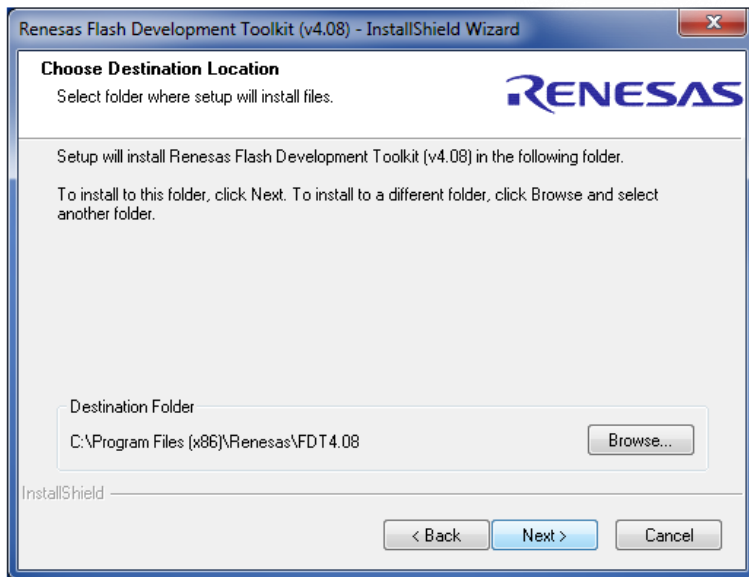 Renesas Flash Development Toolkit (v4.08) - InstallShield Wizard
Choose Destination Location
Select folder where setup will install files.
RENESAS
Setup will install Renesas Flash Development Toolkit (v4.08) in the following folder.
To install to this folder, click Next. To install to a different folder, click Browse and select
another folder.
Destination Folder
C:\Program Files (x86)\Renesas\FDT4.08
Browse...
InstallShield
< Back
Next >
Cancel